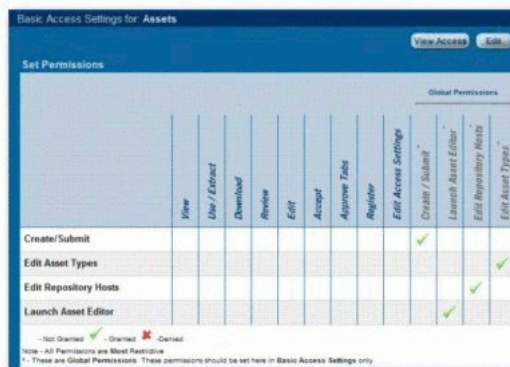 Basic Access Settings for: Assets
View Access Edit
Set Permissions
Global Permissions
View
Use / Extract
Download
Review
Edit
Accept
Approve Tabs
Register
Edit Access Settings
Create / Submit *
Launch Asset Editor *
Edit Repository Hosts *
Edit Asset Types *
Create/Submit
Edit Asset Types
Edit Repository Hosts
Launch Asset Editor
- Not Granted - Granted -Denied
Note - All Permissions are Most Restrictive
* - These are Global Permissions. These permissions should be set here in Basic Access Settings only